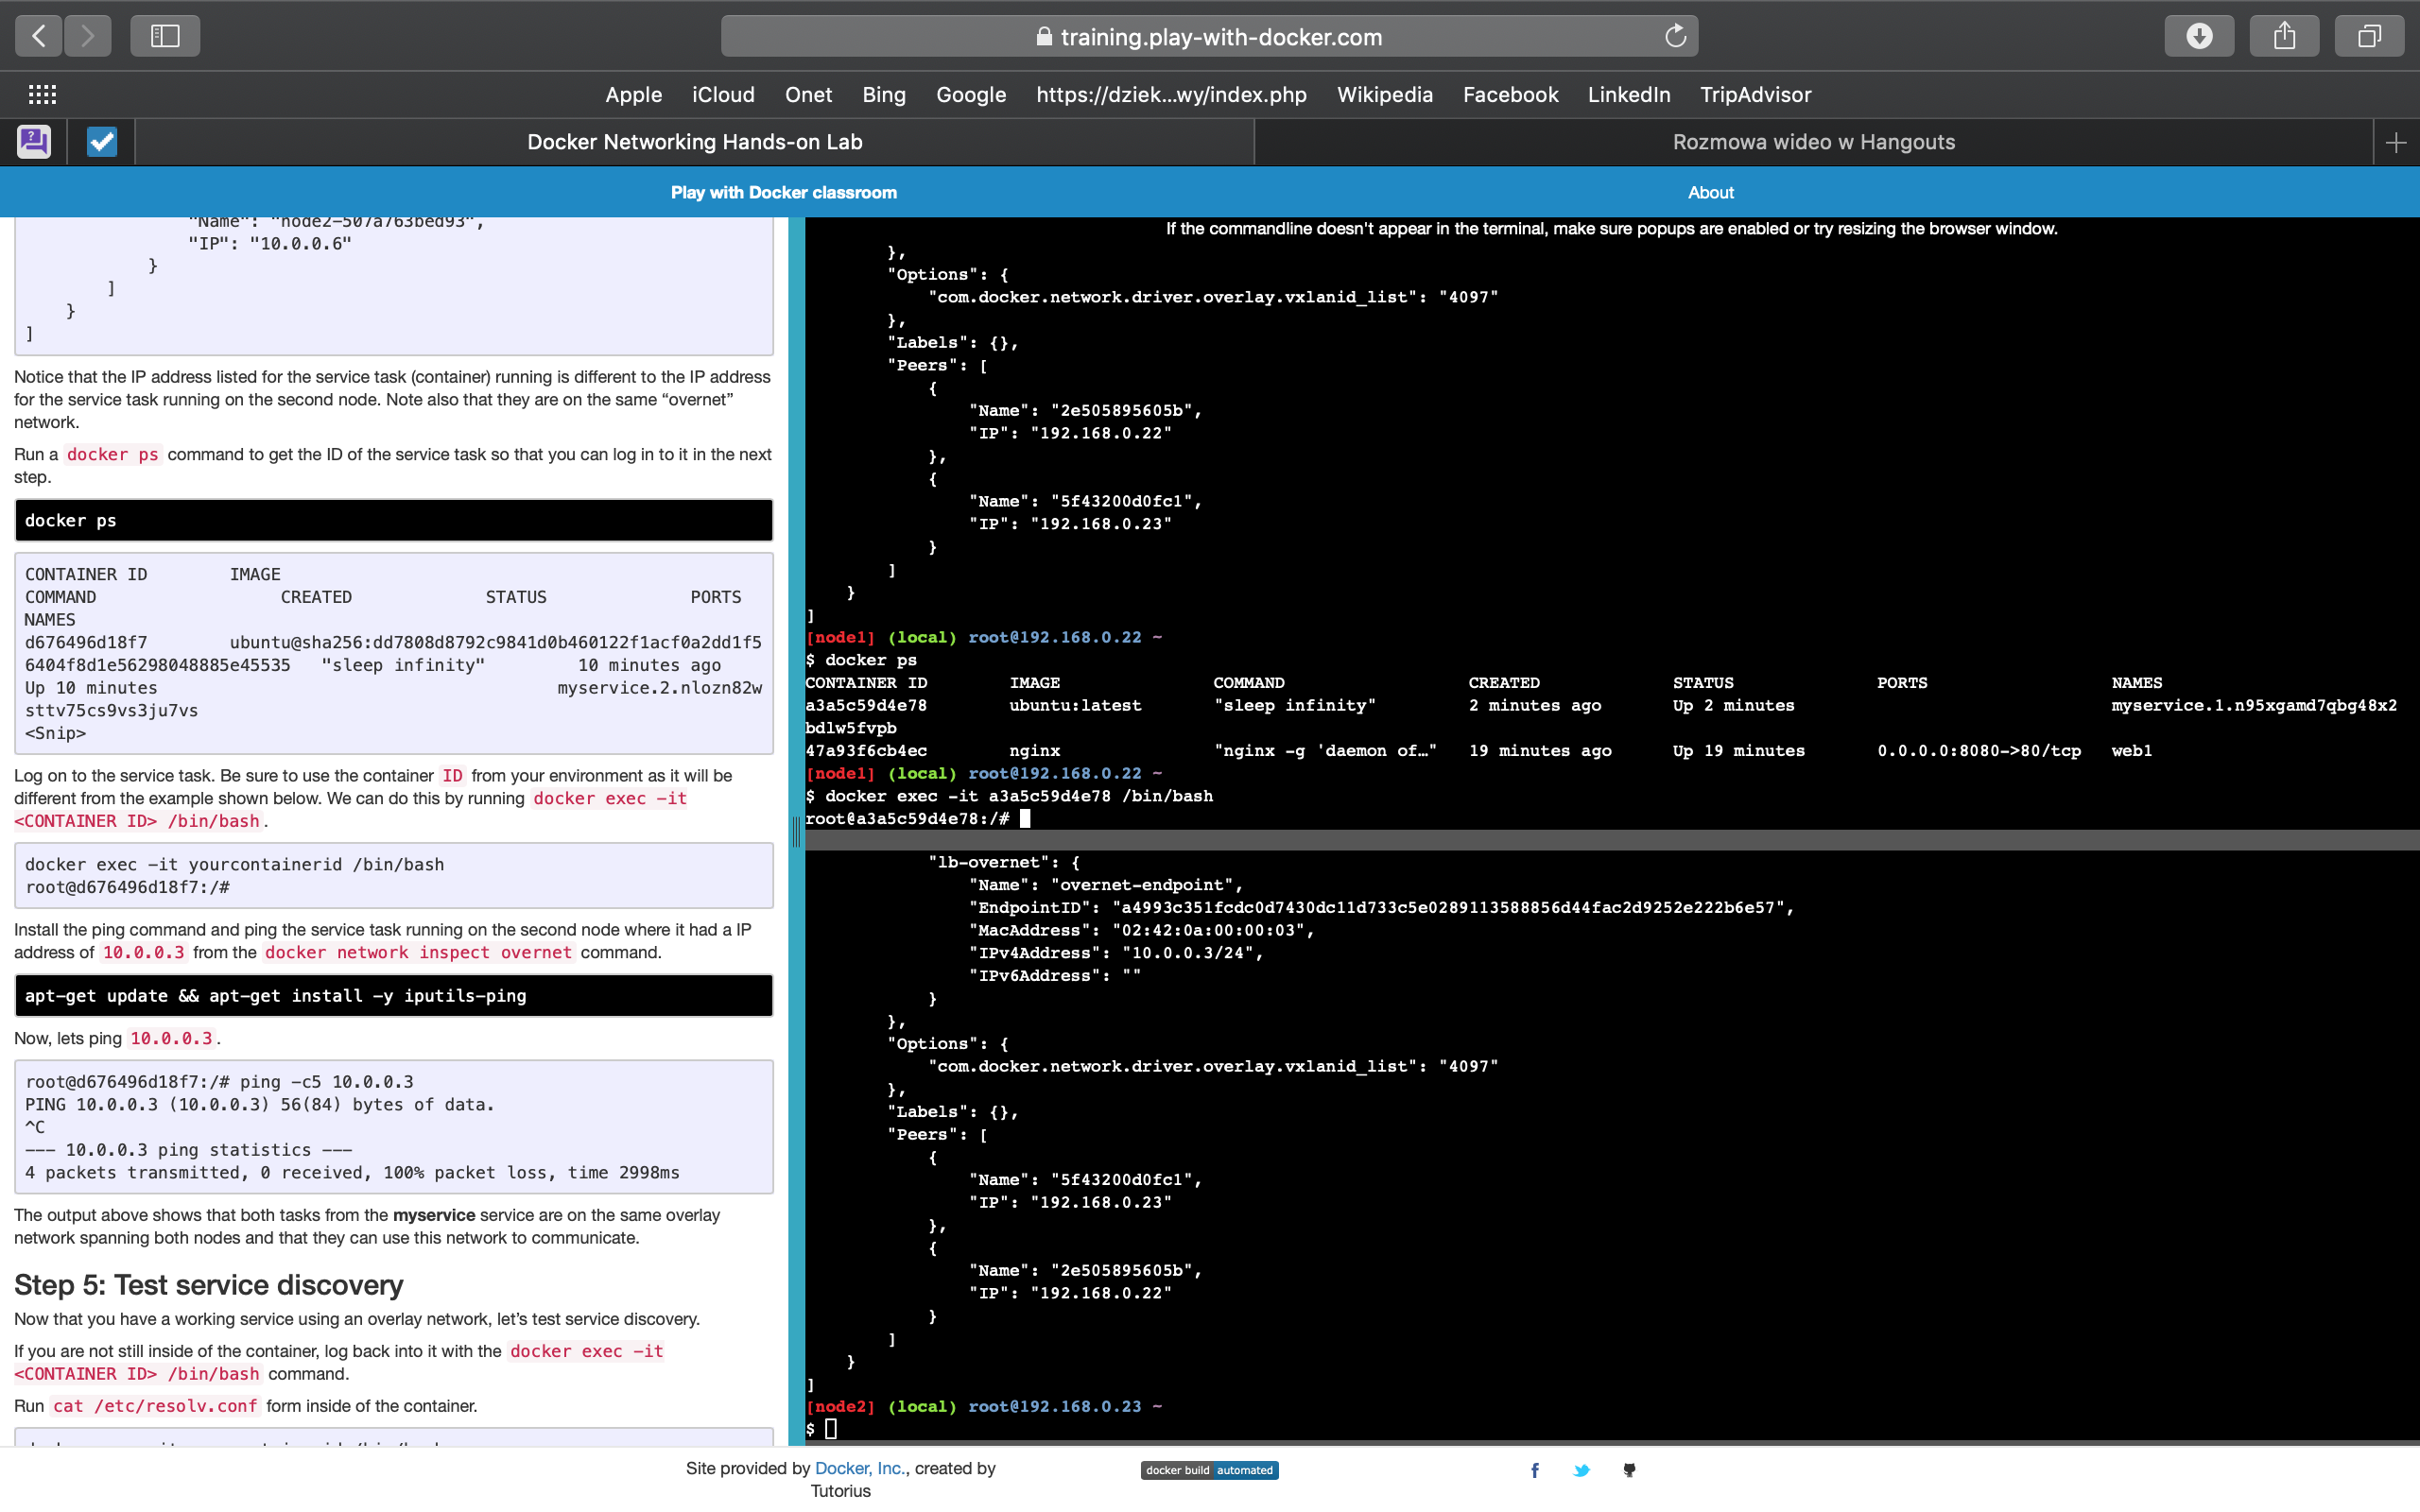 training.play-with-docker.com
Apple iCloud Onet Bing Google https://dziek...wy/index.php Wikipedia Facebook LinkedIn TripAdvisor
Docker Networking Hands-on Lab
Rozmowa wideo w Hangouts
Play with Docker classroom
About
"Name": "node2-507a763bed93",
"IP": "10.0.0.6"
}
]
}
]
Notice that the IP address listed for the service task (container) running is different to the IP address
for the service task running on the second node. Note also that they are on the same “overnet”
network.
Run a docker ps command to get the ID of the service task so that you can log in to it in the next
step.
docker ps
CONTAINER ID IMAGE
COMMAND CREATED STATUS PORTS
NAMES
d676496d18f7 ubuntu@sha256:dd7808d8792c9841d0b460122f1acf0a2dd1f5
6404f8d1e56298048885e45535 "sleep infinity" 10 minutes ago
Up 10 minutes myservice.2.nlozn82w
sttv75cs9vs3ju7vs
<Snip>
Log on to the service task. Be sure to use the container ID from your environment as it will be
different from the example shown below. We can do this by running docker exec -it
<CONTAINER ID> /bin/bash.
docker exec -it yourcontainerid /bin/bash
root@d676496d18f7:/#
Install the ping command and ping the service task running on the second node where it had a IP
address of 10.0.0.3 from the docker network inspect overnet command.
apt-get update && apt-get install -y iputils-ping
Now, lets ping 10.0.0.3.
root@d676496d18f7:/# ping -c5 10.0.0.3
PING 10.0.0.3 (10.0.0.3) 56(84) bytes of data.
^C
--- 10.0.0.3 ping statistics ---
4 packets transmitted, 0 received, 100% packet loss, time 2998ms
The output above shows that both tasks from the myservice service are on the same overlay
network spanning both nodes and that they can use this network to communicate.
Step 5: Test service discovery
Now that you have a working service using an overlay network, let’s test service discovery.
If you are not still inside of the container, log back into it with the docker exec -it
<CONTAINER ID> /bin/bash command.
Run cat /etc/resolv.conf form inside of the container.
If the commandline doesn't appear in the terminal, make sure popups are enabled or try resizing the browser window.
},
"Options": {
"com.docker.network.driver.overlay.vxlanid_list": "4097"
},
"Labels": {},
"Peers": [
{
"Name": "2e505895605b",
"IP": "192.168.0.22"
},
{
"Name": "5f43200d0fc1",
"IP": "192.168.0.23"
}
]
}
]
[node1] (local) root@192.168.0.22 ~
$ docker ps
CONTAINER ID IMAGE COMMAND CREATED STATUS PORTS NAMES
a3a5c59d4e78 ubuntu:latest "sleep infinity" 2 minutes ago Up 2 minutes myservice.1.n95xgamd7qbg48x2
bdlw5fvpb
47a93f6cb4ec nginx "nginx -g 'daemon of…" 19 minutes ago Up 19 minutes 0.0.0.0:8080->80/tcp web1
[node1] (local) root@192.168.0.22 ~
$ docker exec -it a3a5c59d4e78 /bin/bash
root@a3a5c59d4e78:/#
"lb-overnet": {
"Name": "overnet-endpoint",
"EndpointID": "a4993c351fcdc0d7430dc11d733c5e0289113588856d44fac2d9252e222b6e57",
"MacAddress": "02:42:0a:00:00:03",
"IPv4Address": "10.0.0.3/24",
"IPv6Address": ""
}
},
"Options": {
"com.docker.network.driver.overlay.vxlanid_list": "4097"
},
"Labels": {},
"Peers": [
{
"Name": "5f43200d0fc1",
"IP": "192.168.0.23"
},
{
"Name": "2e505895605b",
"IP": "192.168.0.22"
}
]
}
]
[node2] (local) root@192.168.0.23 ~
$
Site provided by Docker, Inc., created by
Tutorius
docker build automated